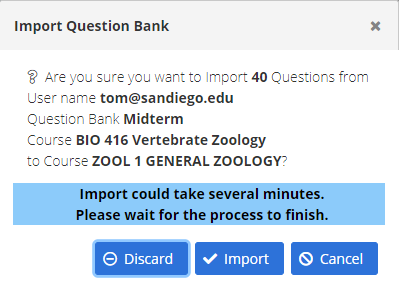 Import Question Bank
Are you sure you want to Import 40 Questions from
User name tom@sandiego.edu
Question Bank Midterm
Course BIO 416 Vertebrate Zoology
to Course ZOOL 1 GENERAL ZOOLOGY?
Import could take several minutes.
Please wait for the process to finish.
Discard Import Cancel